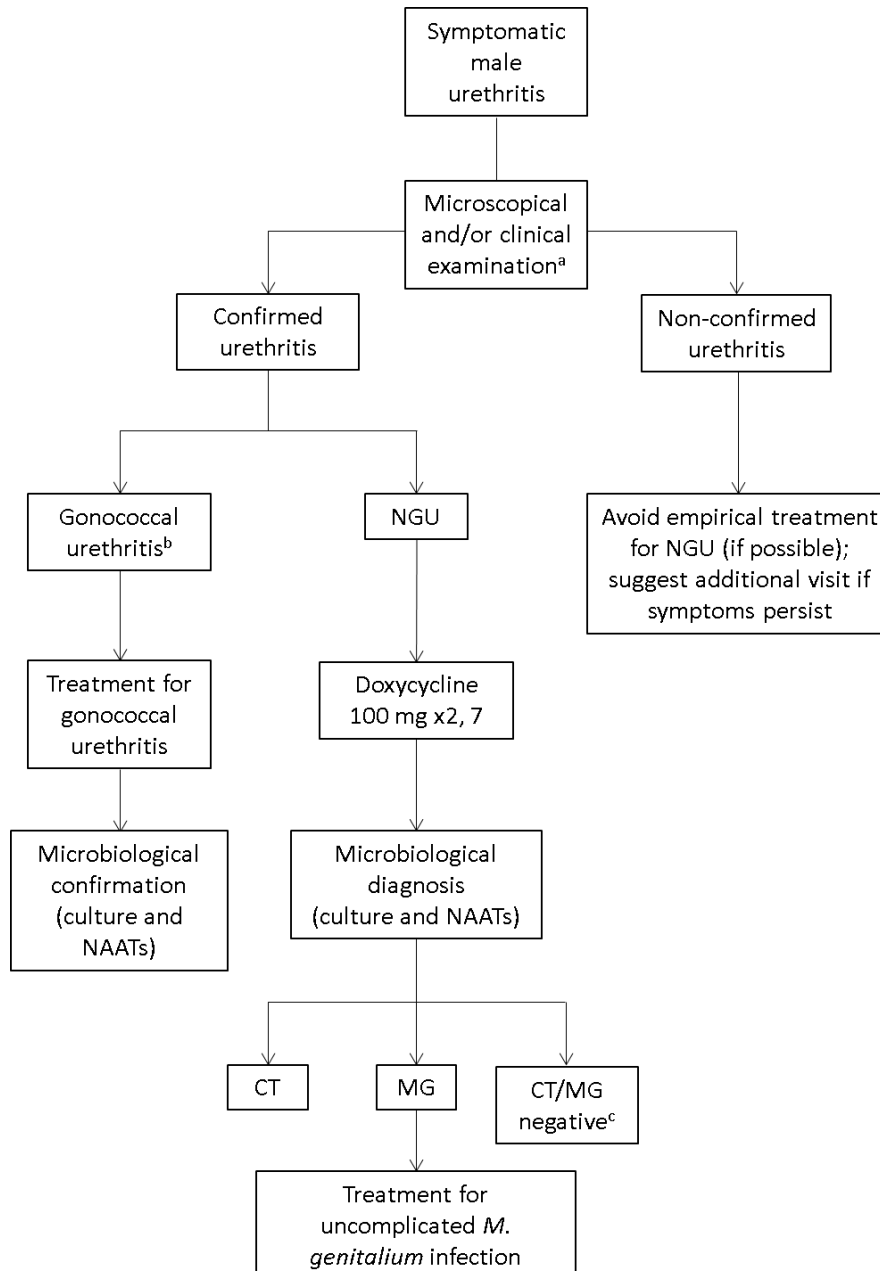 Symptomatic
male
urethritis
Microscopical
and/or clinical
examinationᵃ
Confirmed
urethritis
Non-confirmed
urethritis
Gonococcal
urethritisᵇ
NGU
Avoid empirical treatment
for NGU (if possible);
suggest additional visit if
symptoms persist
Treatment for
gonococcal
urethritis
Doxycycline
100 mg x2, 7
Microbiological
confirmation
(culture and
NAATs)
Microbiological
diagnosis
(culture and NAATs)
CT
MG
CT/MG
negativeᶜ
Treatment for
uncomplicated M.
genitalium infection